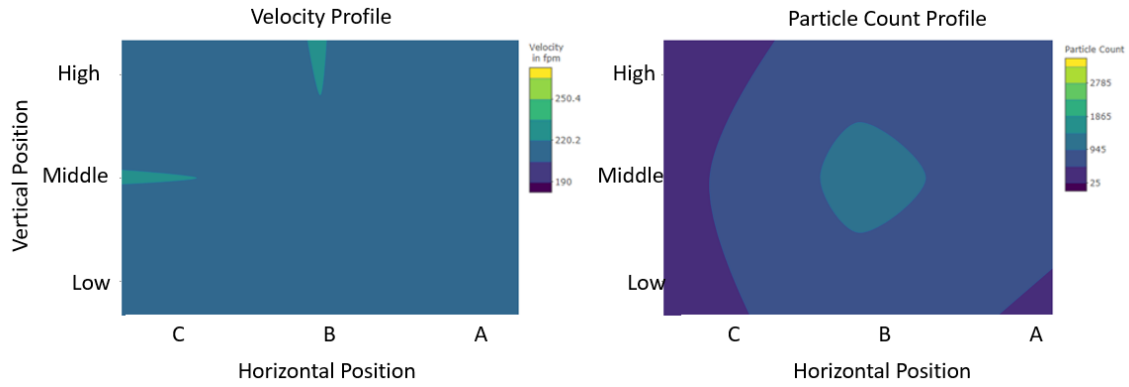 Velocity Profile
Velocity
in fpm
250.4
220.2
190
High
Middle
Low
Vertical Position
C B A
Horizontal Position
Particle Count Profile
Particle Count
2785
1865
945
25
High
Middle
Low
C B A
Horizontal Position